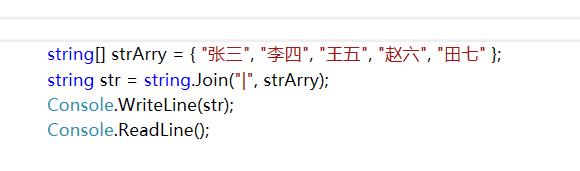 string[] strArry = { "张三", "李四", "王五", "赵六", "田七" };
string str = string.Join("|", strArry);
Console.WriteLine(str);
Console.ReadLine();